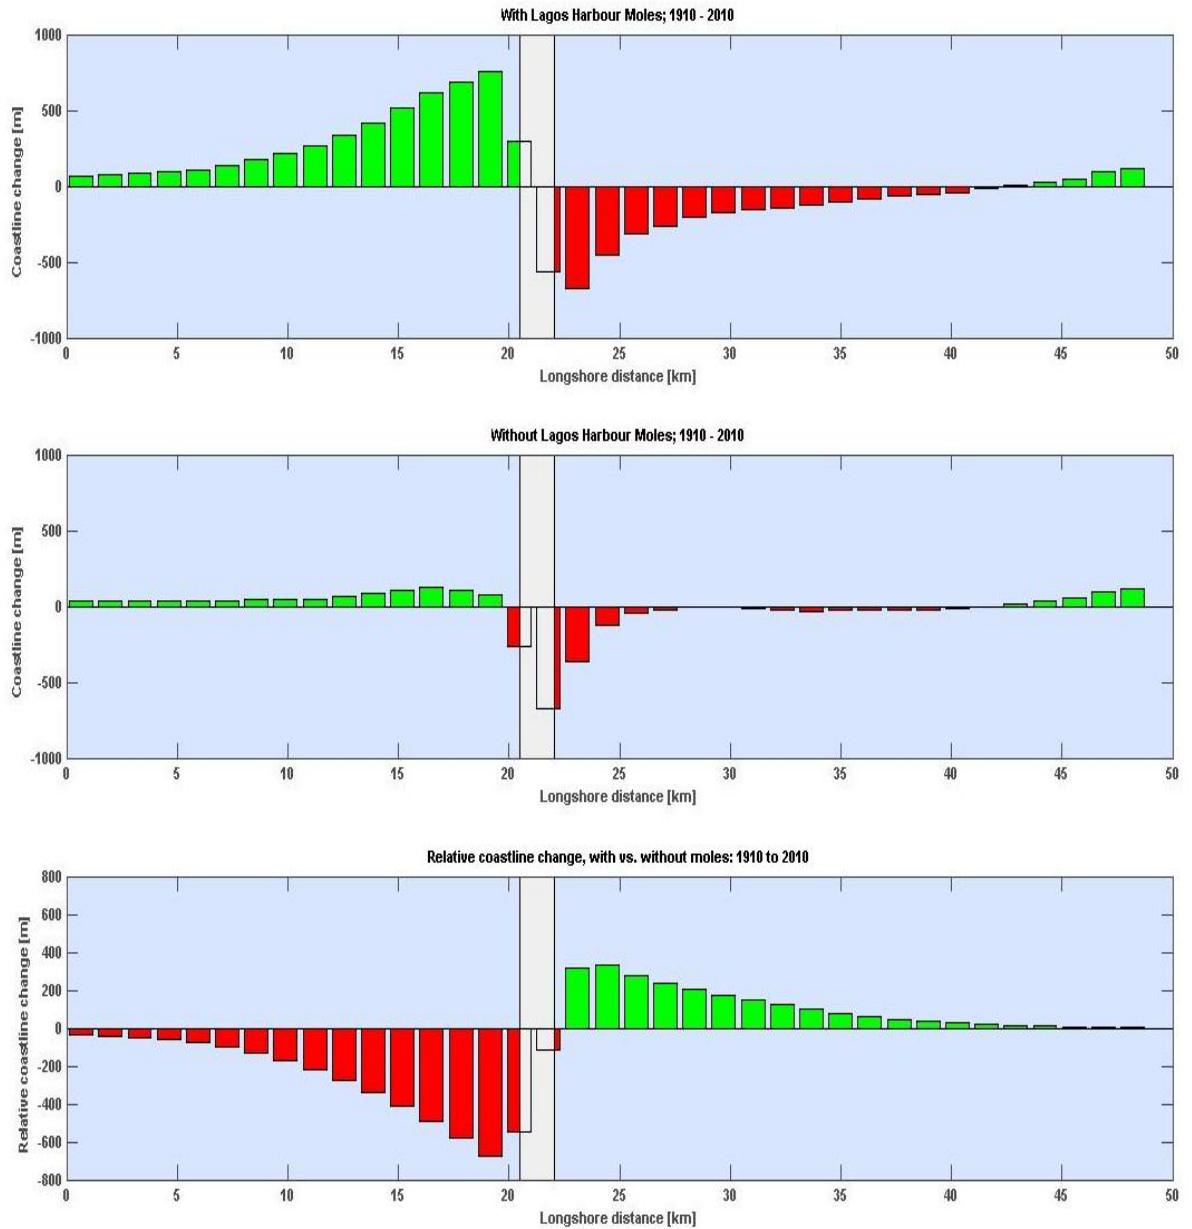 With Lagos Harbour Moles; 1910 - 2010
1000
500
0
-500
-1000
Coastline change [m]
0 5 10 15 20 25 30 35 40 45 50
Longshore distance [km]
Without Lagos Harbour Moles; 1910 - 2010
1000
500
0
-500
-1000
Coastline change [m]
0 5 10 15 20 25 30 35 40 45 50
Longshore distance [km]
Relative coastline change, with vs. without moles: 1910 to 2010
800
600
400
200
0
-200
-400
-600
-800
Relative coastline change [m]
0 5 10 15 20 25 30 35 40 45 50
Longshore distance [km]